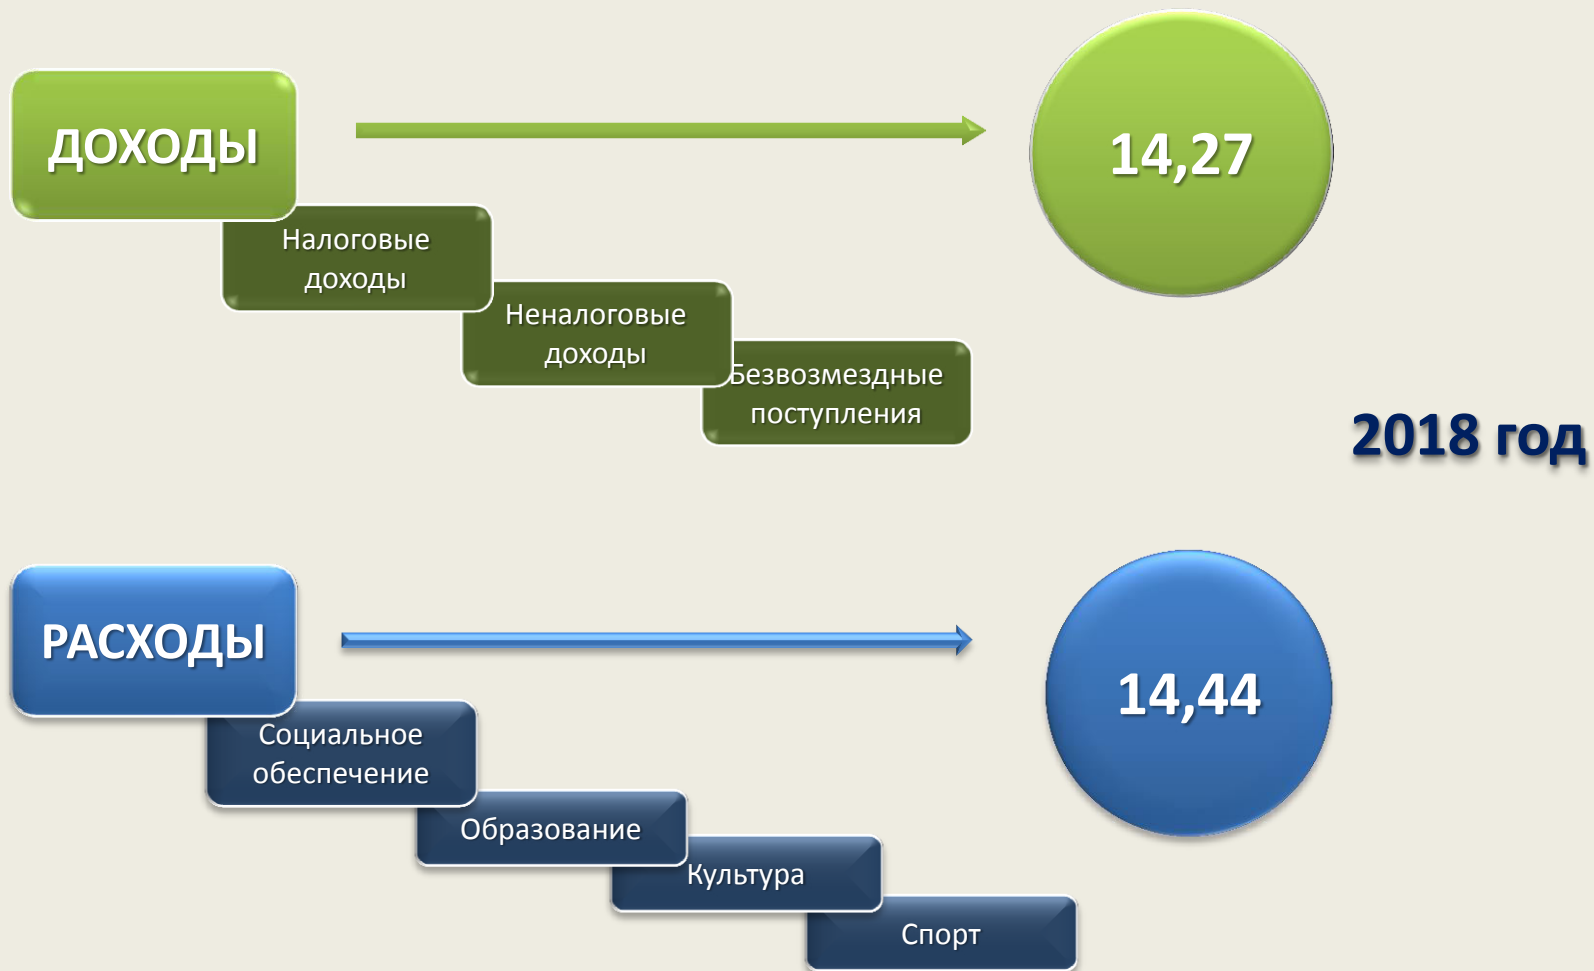 ДОХОДЫ
14,27
Налоговые
доходы
Неналоговые
доходы
Безвозмездные
поступления
2018 год
РАСХОДЫ
14,44
Социальное
обеспечение
Образование
Культура
Спорт